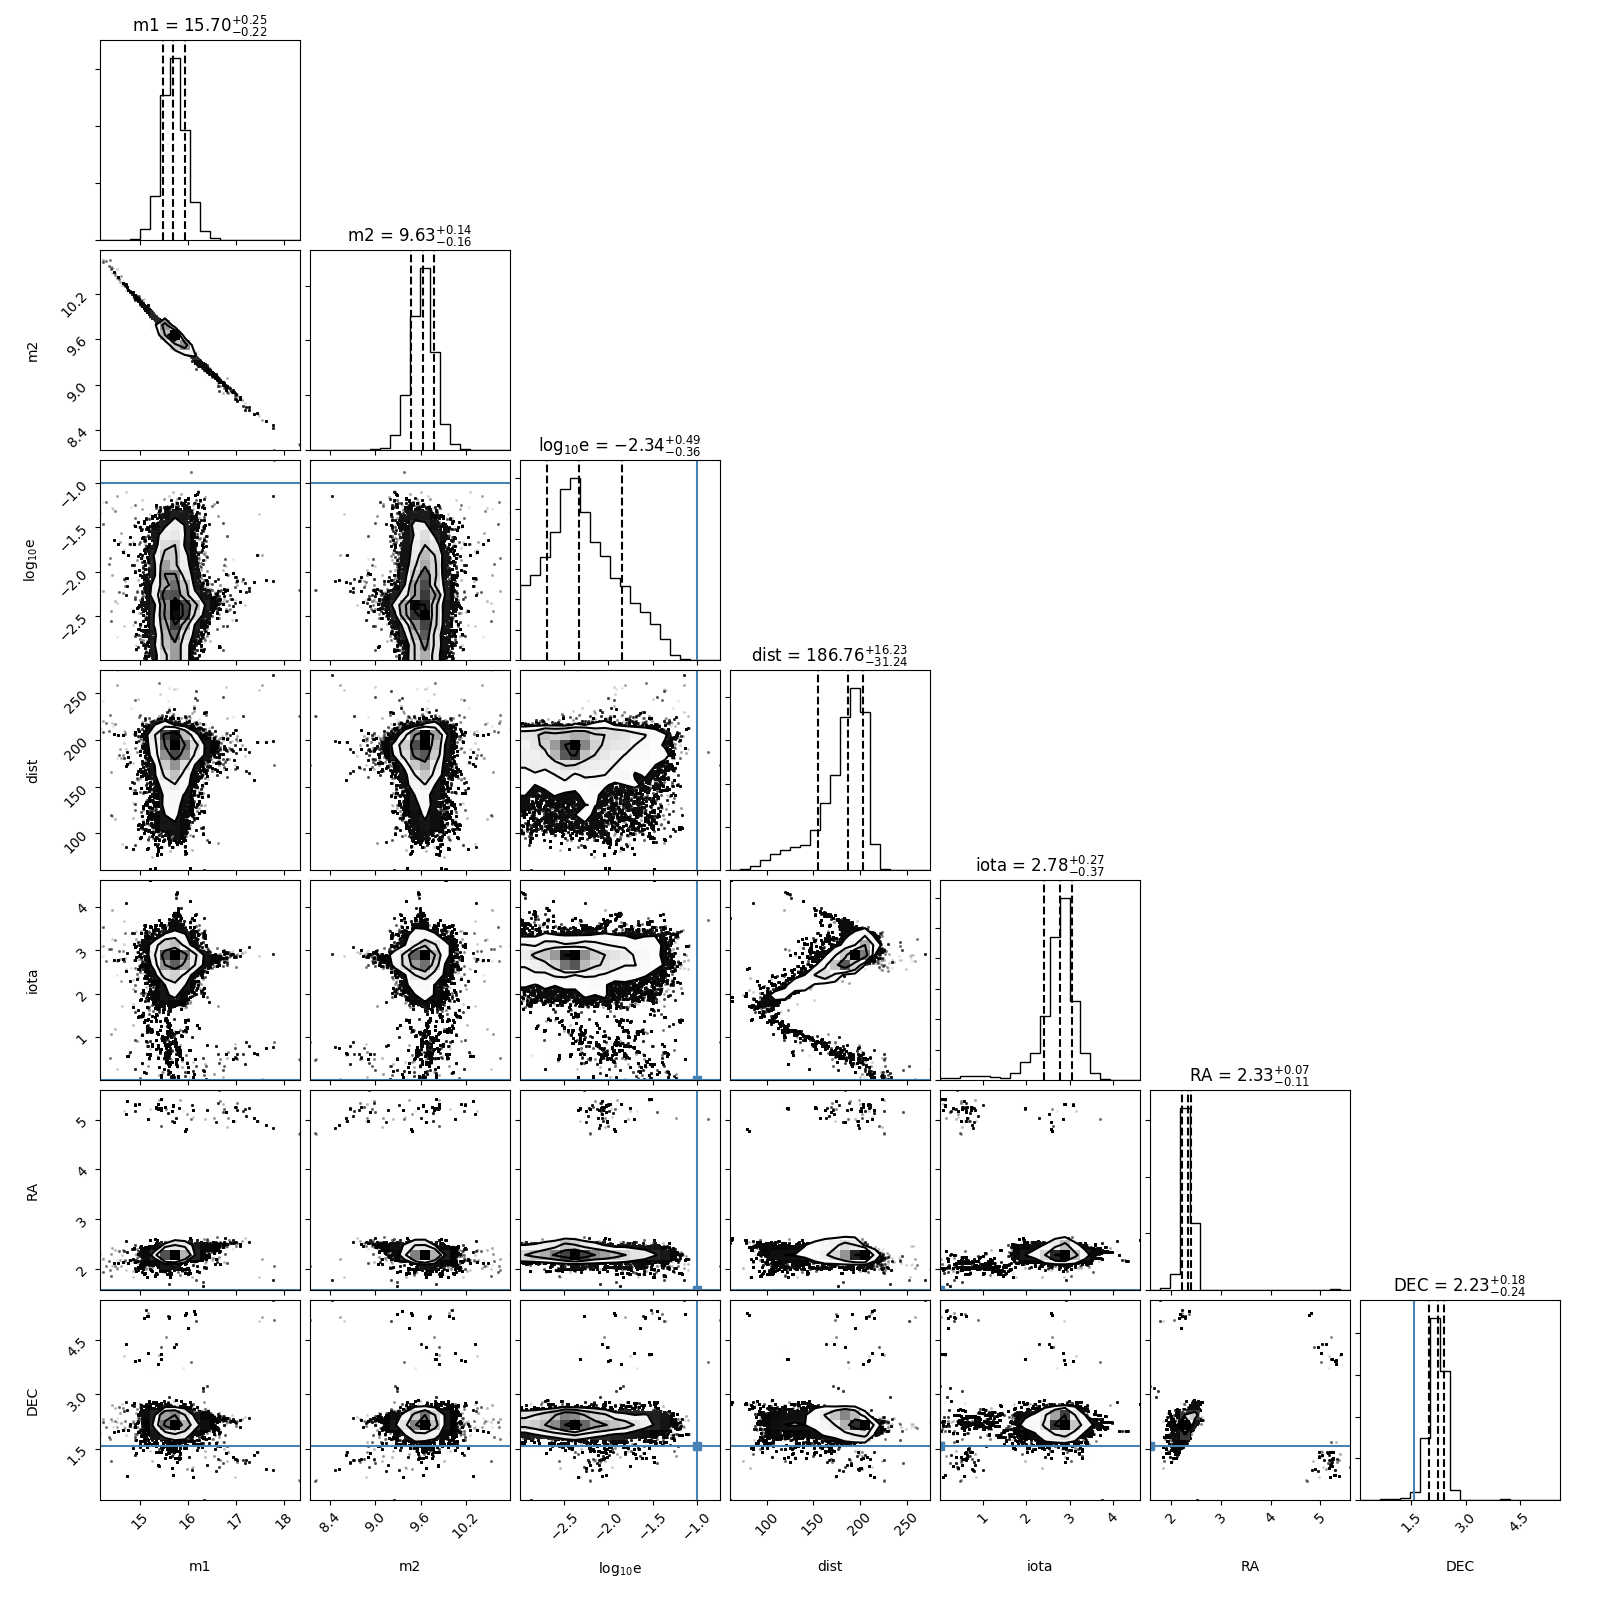 m1 = 15.70+0.25−0.22
m2 = 9.63+0.14−0.16
m2
10.2
9.6
9.0
8.4
log10e = −2.34+0.49−0.36
log10e
−1.0
−1.5
−2.0
−2.5
dist = 186.76+16.23−31.24
dist
250
200
150
100
iota = 2.78+0.27−0.37
iota
4
3
2
1
RA = 2.33+0.07−0.11
RA
5
4
3
2
DEC = 2.23+0.18−0.24
DEC
4.5
3.0
1.5
15 16 17 18 8.4 9.0 9.6 10.2 −2.5 −2.0 −1.5 −1.0 100 150 200 250 1 2 3 4 2 3 4 5 1.5 3.0 4.5
m1 m2 log10e dist iota RA DEC